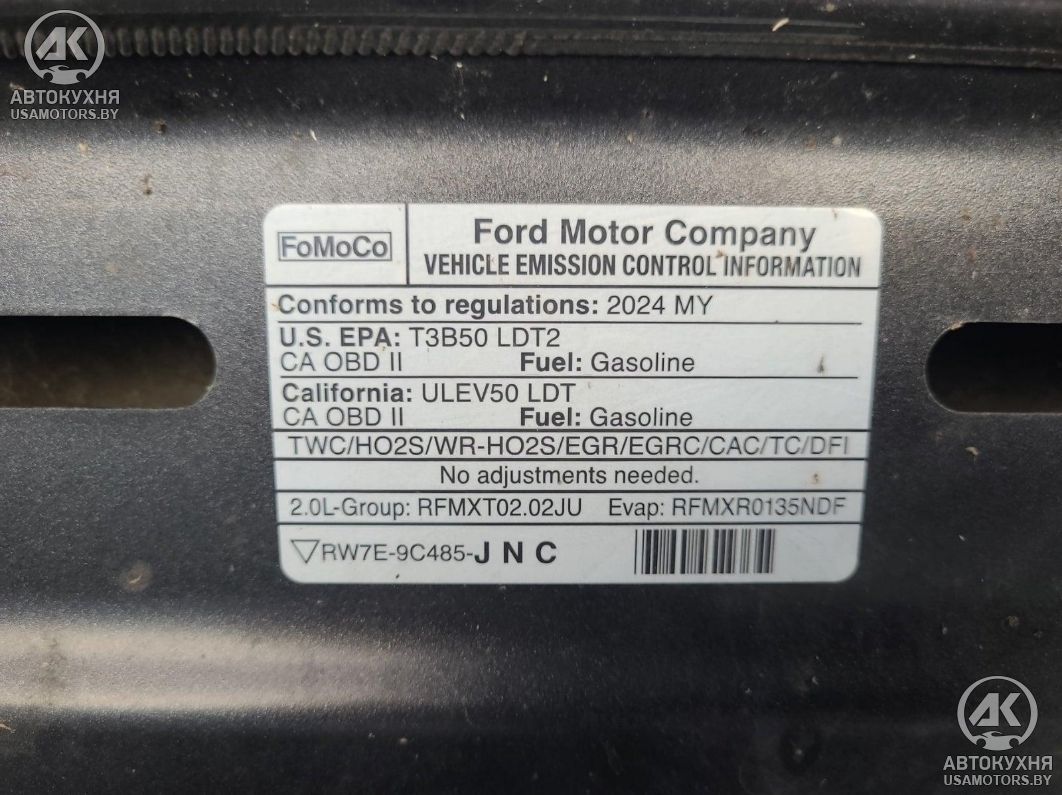 AK
АВТОКУХНЯ
USAMOTORS.BY
FoMoCo
Ford Motor Company
VEHICLE EMISSION CONTROL INFORMATION
Conforms to regulations: 2024 MY
U.S. EPA: T3B50 LDT2
CA OBD II Fuel: Gasoline
California: ULEV50 LDT
CA OBD II Fuel: Gasoline
TWC/HO2S/WR-HO2S/EGR/EGRC/CAC/TC/DFI
No adjustments needed.
2.0L-Group: RFMXT02.02JU Evap: RFMXR0135NDF
▽RW7E-9C485-J N C
AK
АВТОКУХНЯ
USAMOTORS.BY